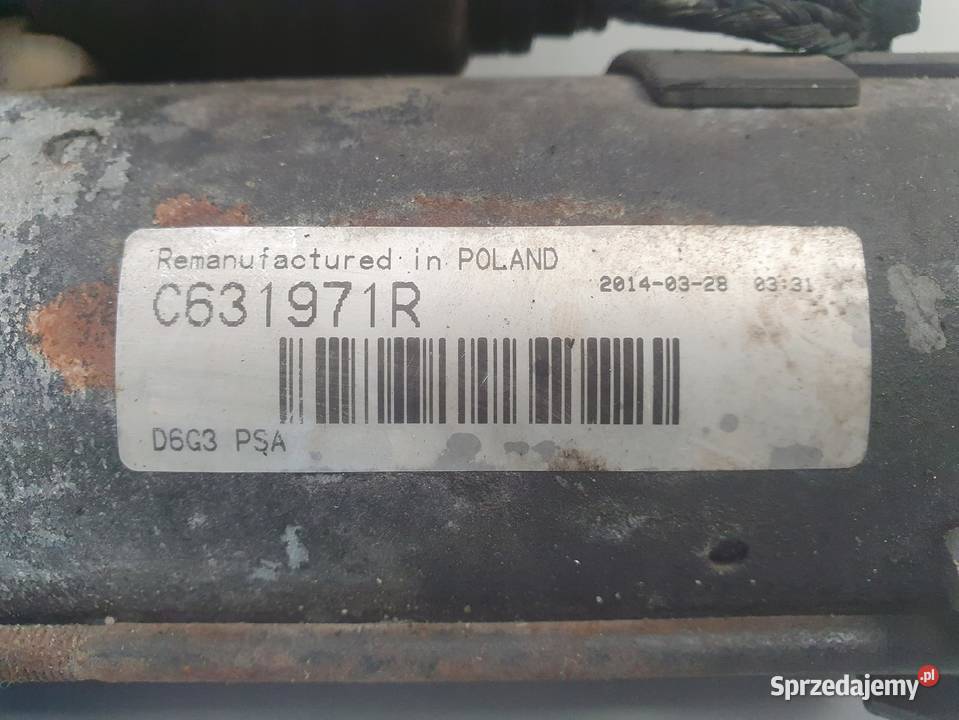 Remanufactured in POLAND
2014-03-28 03:31
C631971R
D6G3 PSA
Sprzedajemy.pl